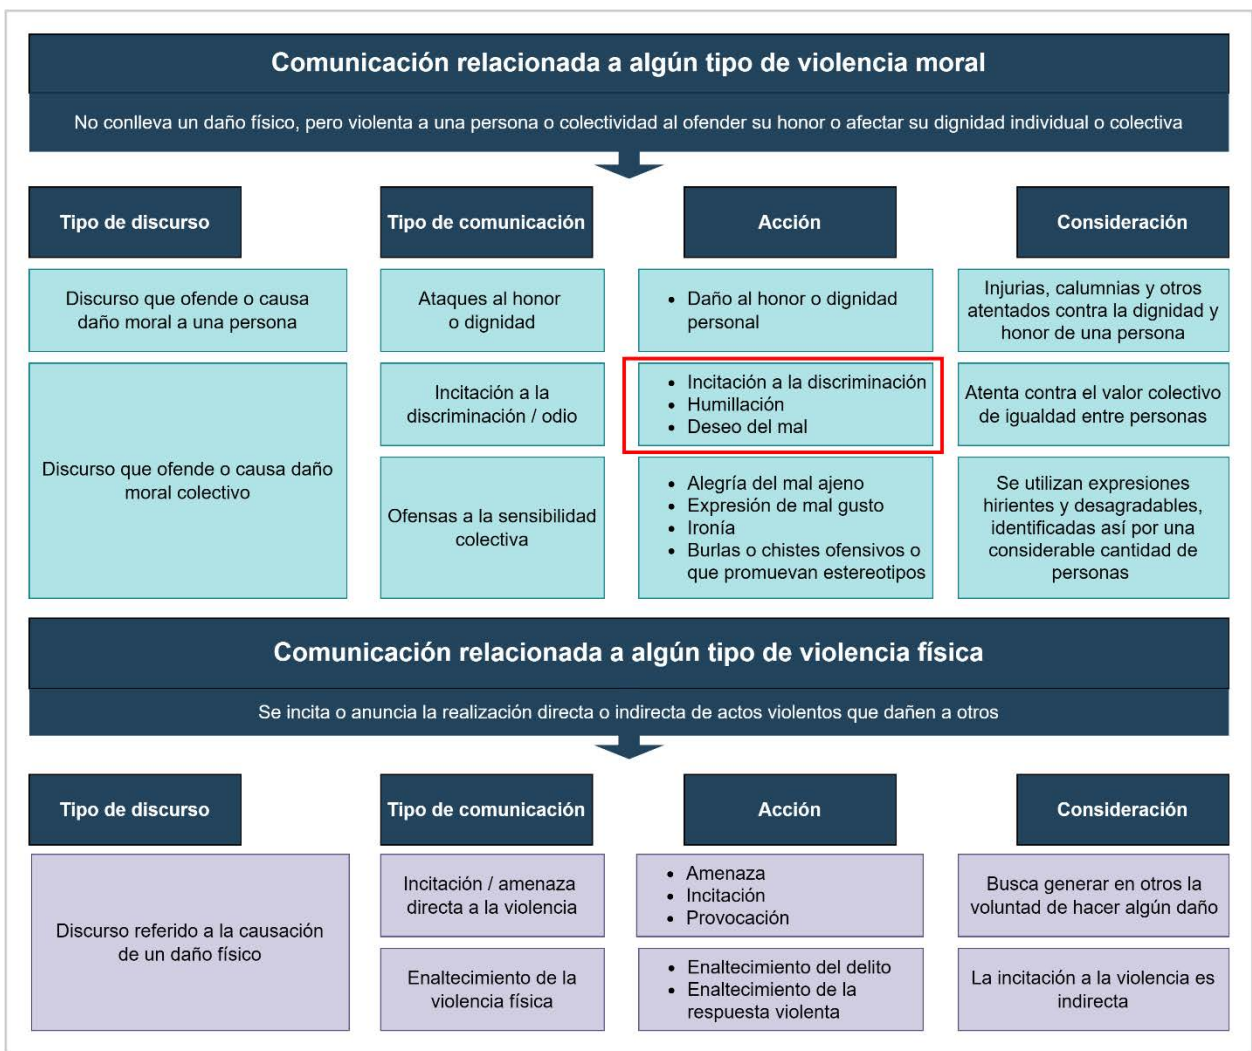 Comunicación relacionada a algún tipo de violencia moral
No conlleva un daño físico, pero violenta a una persona o colectividad al ofender su honor o afectar su dignidad individual o colectiva
Tipo de discurso
Tipo de comunicación
Acción
Consideración
Discurso que ofende o causa
daño moral a una persona
Ataques al honor
o dignidad
• Daño al honor o dignidad
personal
Injurias, calumnias y otros
atentados contra la dignidad y
honor de una persona
Discurso que ofende o causa daño
moral colectivo
Incitación a la
discriminación / odio
• Incitación a la discriminación
• Humillación
• Deseo del mal
Atenta contra el valor colectivo
de igualdad entre personas
Ofensas a la sensibilidad
colectiva
• Alegría del mal ajeno
• Expresión de mal gusto
• Ironía
• Burlas o chistes ofensivos o
que promuevan estereotipos
Se utilizan expresiones
hirientes y desagradables,
identificadas así por una
considerable cantidad de
personas
Comunicación relacionada a algún tipo de violencia física
Se incita o anuncia la realización directa o indirecta de actos violentos que dañen a otros
Tipo de discurso
Tipo de comunicación
Acción
Consideración
Discurso referido a la causación
de un daño físico
Incitación / amenaza
directa a la violencia
• Amenaza
• Incitación
• Provocación
Busca generar en otros la
voluntad de hacer algún daño
Enaltecimiento de la
violencia física
• Enaltecimiento del delito
• Enaltecimiento de la
respuesta violenta
La incitación a la violencia es
indirecta